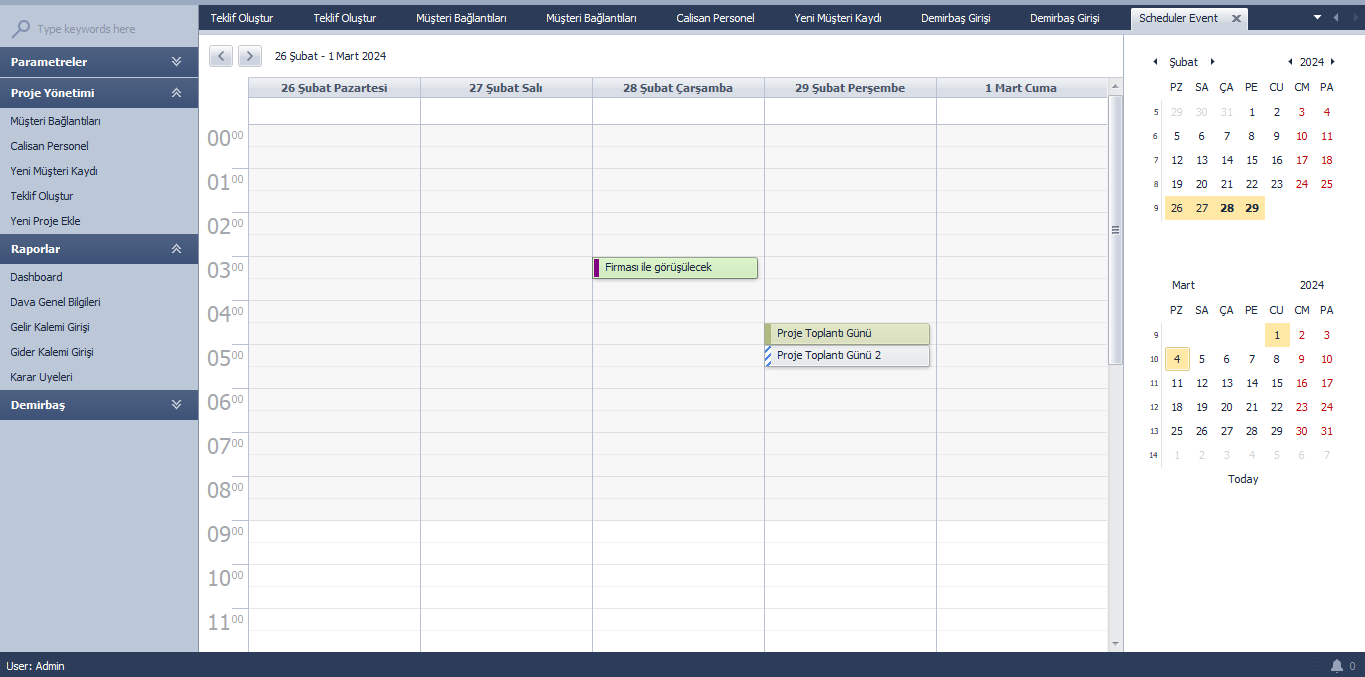 Type keywords here
Parametreler
Proje Yönetimi
Müşteri Bağlantıları
Calisan Personel
Yeni Müşteri Kaydı
Teklif Oluştur
Yeni Proje Ekle
Raporlar
Dashboard
Dava Genel Bilgileri
Gelir Kalemi Girişi
Gider Kalemi Girişi
Karar Uyeleri
Demirbaş
Teklif Oluştur Teklif Oluştur Müşteri Bağlantıları Müşteri Bağlantıları Calisan Personel Yeni Müşteri Kaydı Demirbaş Girişi Demirbaş Girişi Scheduler Event
26 Şubat - 1 Mart 2024
26 Şubat Pazartesi 27 Şubat Salı 28 Şubat Çarşamba 29 Şubat Perşembe 1 Mart Cuma
00 00
01 00
02 00
03 00 Firması ile görüşülecek
04 00
Proje Toplantı Günü
05 00 Proje Toplantı Günü 2
06 00
07 00
08 00
09 00
10 00
11 00
Şubat 2024
PZ SA ÇA PE CU CM PA
5 29 30 31 1 2 3 4
6 5 6 7 8 9 10 11
7 12 13 14 15 16 17 18
8 19 20 21 22 23 24 25
9 26 27 28 29
Mart 2024
PZ SA ÇA PE CU CM PA
9 1 2 3
10 4 5 6 7 8 9 10
11 11 12 13 14 15 16 17
12 18 19 20 21 22 23 24
13 25 26 27 28 29 30 31
14 1 2 3 4 5 6 7
Today
User: Admin 0